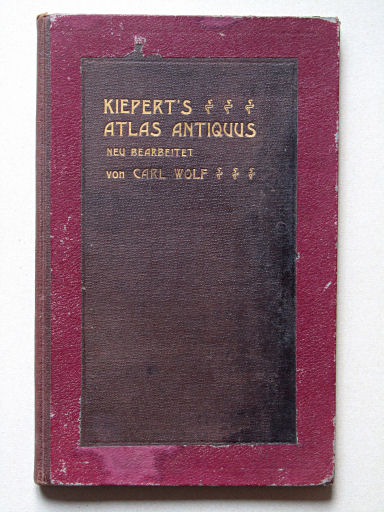 KIEPERT'S
ATLAS ANTIQUUS
NEU BEARBEITET
von CARL WOLF